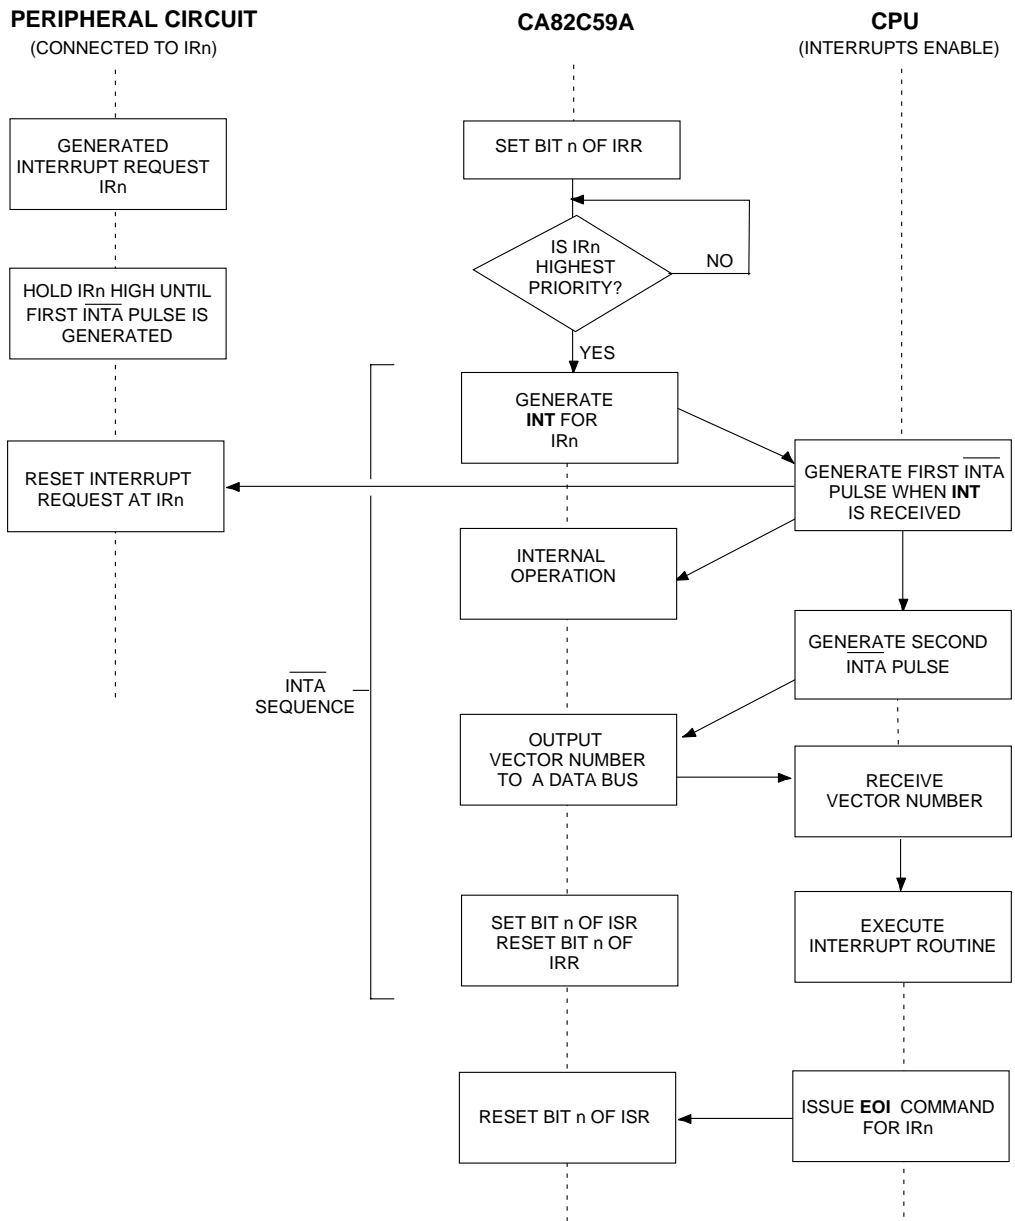 PERIPHERAL CIRCUIT
(CONNECTED TO IRn)
CA82C59A
CPU
(INTERRUPTS ENABLE)
GENERATED
INTERRUPT REQUEST
IRn
SET BIT n OF IRR
IS IRn
HIGHEST
PRIORITY?
NO
YES
HOLD IRn HIGH UNTIL
FIRST INTA PULSE IS
GENERATED
GENERATE
INT FOR
IRn
RESET INTERRUPT
REQUEST AT IRn
GENERATE FIRST INTA
PULSE WHEN INT
IS RECEIVED
INTERNAL
OPERATION
GENERATE SECOND
INTA PULSE
INTA
SEQUENCE
OUTPUT
VECTOR NUMBER
TO A DATA BUS
RECEIVE
VECTOR NUMBER
SET BIT n OF ISR
RESET BIT n OF
IRR
EXECUTE
INTERRUPT ROUTINE
RESET BIT n OF ISR
ISSUE EOI COMMAND
FOR IRn